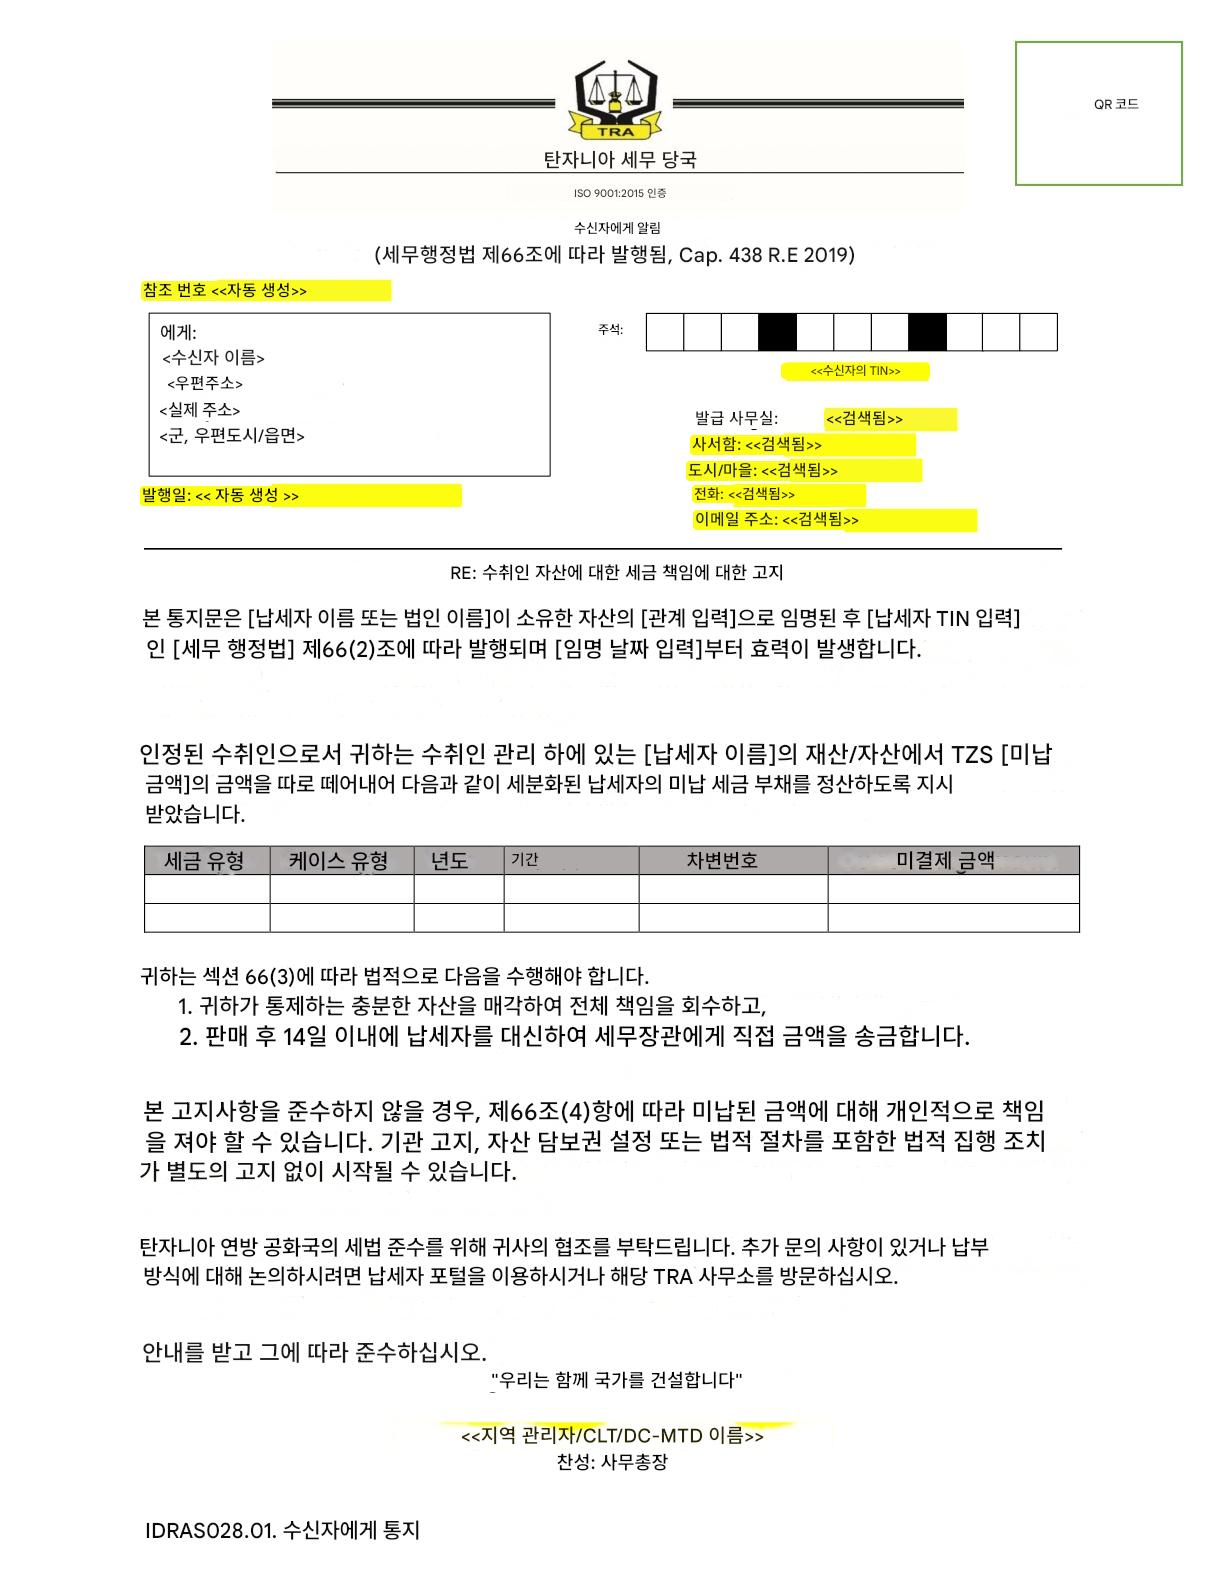 QR 코드
TRA
탄자니아 세무 당국
ISO 9001:2015 인증
수신자에게 알림
(세무행정법 제66조에 따라 발행됨, Cap. 438 R.E 2019)
참조 번호 <<자동 생성>>
에게:
<수신자 이름>
<우편주소>
<실제 주소>
<군, 우편도시/읍면>
발행일: << 자동 생성 >>
주석:
<<수신자의 TIN>>
발급 사무실: <<검색됨>>
사서함: <<검색됨>>
도시/마을: <<검색됨>>
전화: <<검색됨>>
이메일 주소: <<검색됨>>
RE: 수취인 자산에 대한 세금 책임에 대한 고지
본 통지문은 [납세자 이름 또는 법인 이름]이 소유한 자산의 [관계 입력]으로 임명된 후 [납세자 TIN 입력]
인 [세무 행정법] 제66(2)조에 따라 발행되며 [임명 날짜 입력]부터 효력이 발생합니다.
인정된 수취인으로서 귀하는 수취인 관리 하에 있는 [납세자 이름]의 재산/자산에서 TZS [미납
금액]의 금액을 따로 떼어내어 다음과 같이 세분화된 납세자의 미납 세금 부채를 정산하도록 지시
받았습니다.
세금 유형 케이스 유형 년도 기간 차변번호 미결제 금액
귀하는 섹션 66(3)에 따라 법적으로 다음을 수행해야 합니다.
1. 귀하가 통제하는 충분한 자산을 매각하여 전체 책임을 회수하고,
2. 판매 후 14일 이내에 납세자를 대신하여 세무장관에게 직접 금액을 송금합니다.
본 고지사항을 준수하지 않을 경우, 제66조(4)항에 따라 미납된 금액에 대해 개인적으로 책임
을 져야 할 수 있습니다. 기관 고지, 자산 담보권 설정 또는 법적 절차를 포함한 법적 집행 조치
가 별도의 고지 없이 시작될 수 있습니다.
탄자니아 연방 공화국의 세법 준수를 위해 귀사의 협조를 부탁드립니다. 추가 문의 사항이 있거나 납부
방식에 대해 논의하시려면 납세자 포털을 이용하시거나 해당 TRA 사무소를 방문하십시오.
안내를 받고 그에 따라 준수하십시오.
"우리는 함께 국가를 건설합니다"
<<지역 관리자/CLT/DC-MTD 이름>>
찬성: 사무총장
IDRAS028.01. 수신자에게 통지